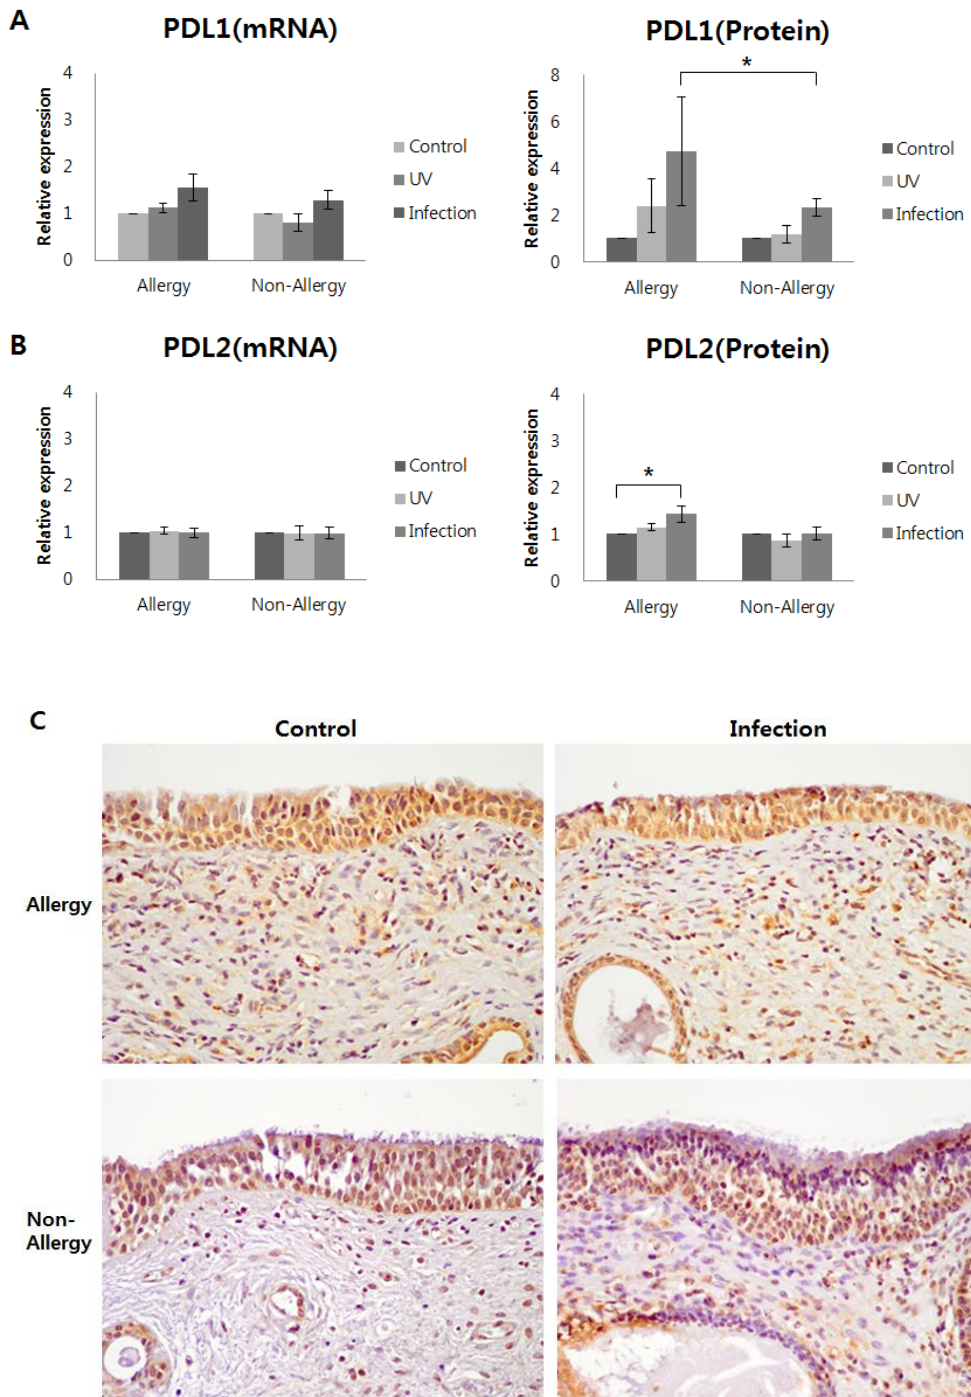 A
PDL1(mRNA)
Relative expression
4
3
2
1
0
Allergy
Non-Allergy
Control
UV
Infection
PDL1(Protein)
Relative expression
8
6
4
2
0
*
Allergy
Non-Allergy
Control
UV
Infection
B
PDL2(mRNA)
Relative expression
4
3
2
1
0
Allergy
Non-Allergy
Control
UV
Infection
PDL2(Protein)
Relative expression
4
3
2
1
0
*
Allergy
Non-Allergy
Control
UV
Infection
C
Control
Infection
Allergy
Non-
Allergy